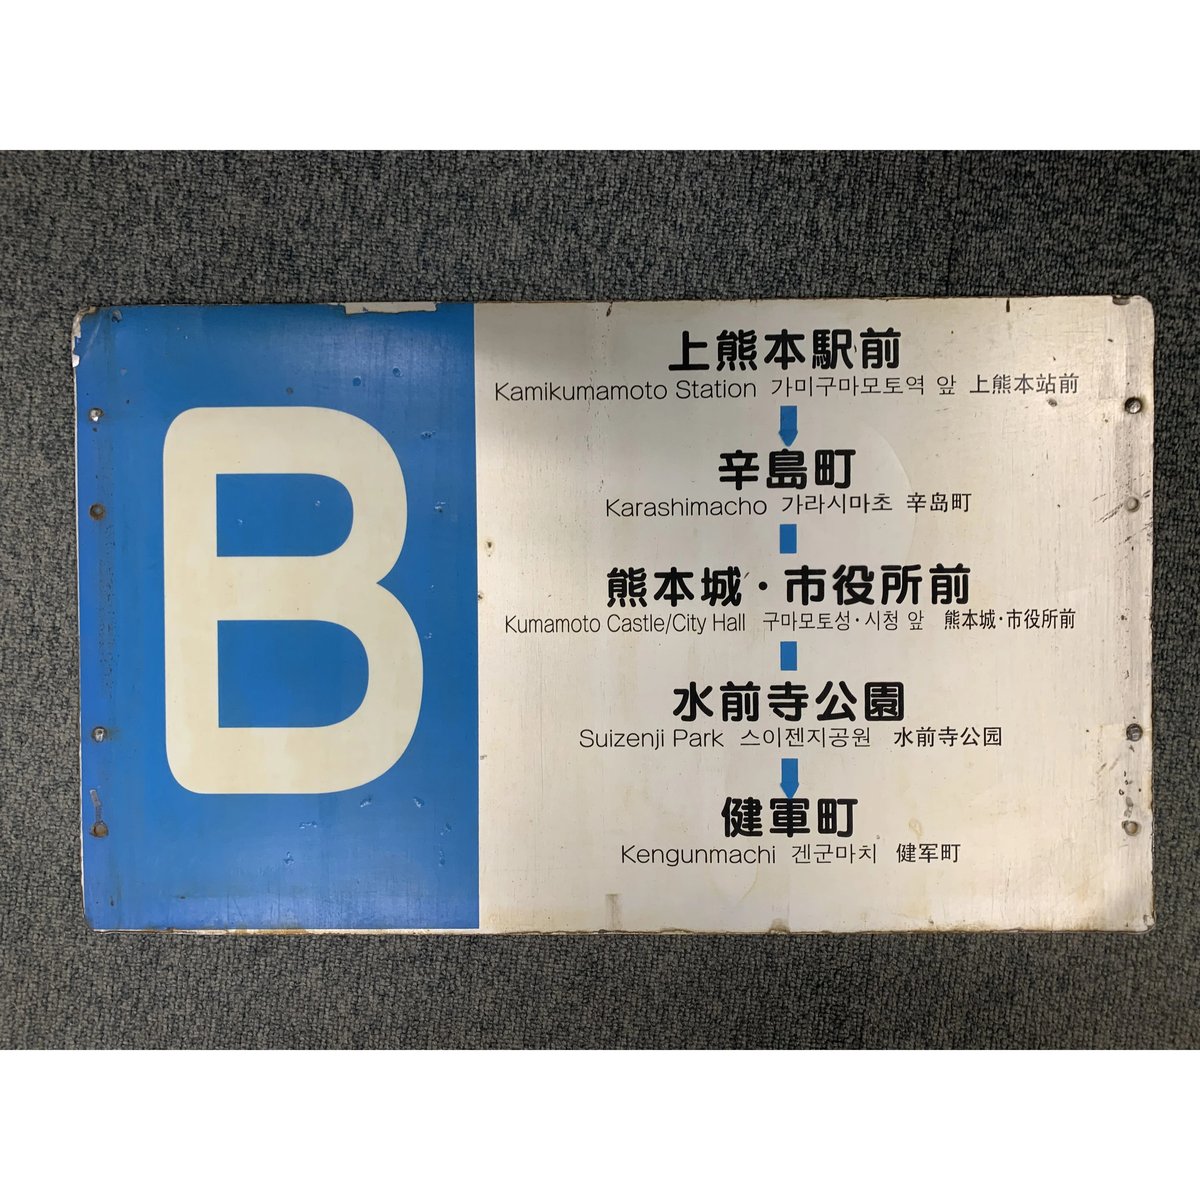 B
上熊本駅前
Kamikumamoto Station 가미구마모토역 앞 上熊本站前
辛島町
Karashimacho 가라시마초 辛岛町
熊本城・市役所前
Kumamoto Castle/City Hall 구마모토성・시청 앞 熊本城・市役所前
水前寺公園
Suizenji Park 스이젠지공원 水前寺公园
健軍町
Kengunmachi 겐군마치 健军町